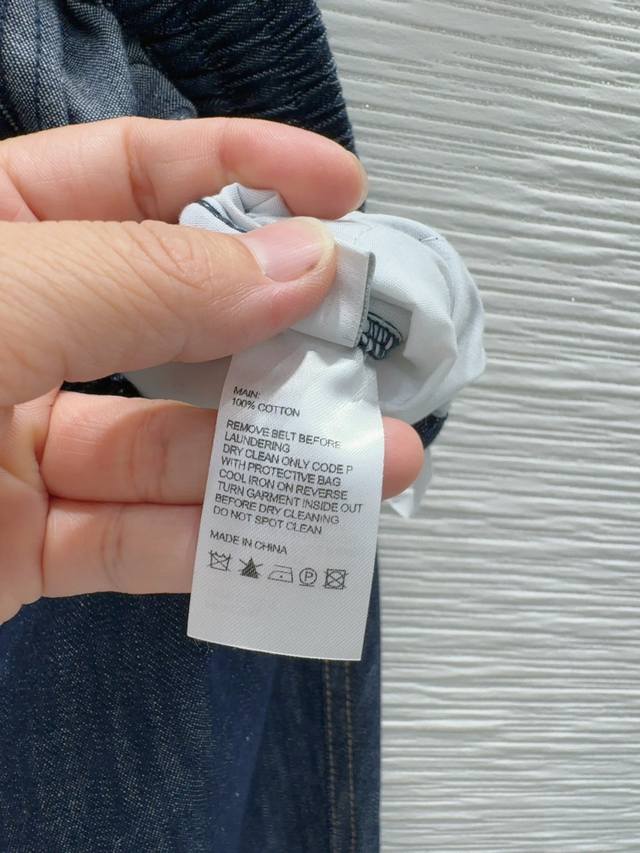 MAIN:
100% COTTON
REMOVE BELT BEFORE
LAUNDERING
DRY CLEAN ONLY CODE P
WITH PROTECTIVE BAG
COOL IRON ON REVERSE
TURN GARMENT INSIDE OUT
BEFORE DRY CLEANING
DO NOT SPOT CLEAN
MADE IN CHINA
P